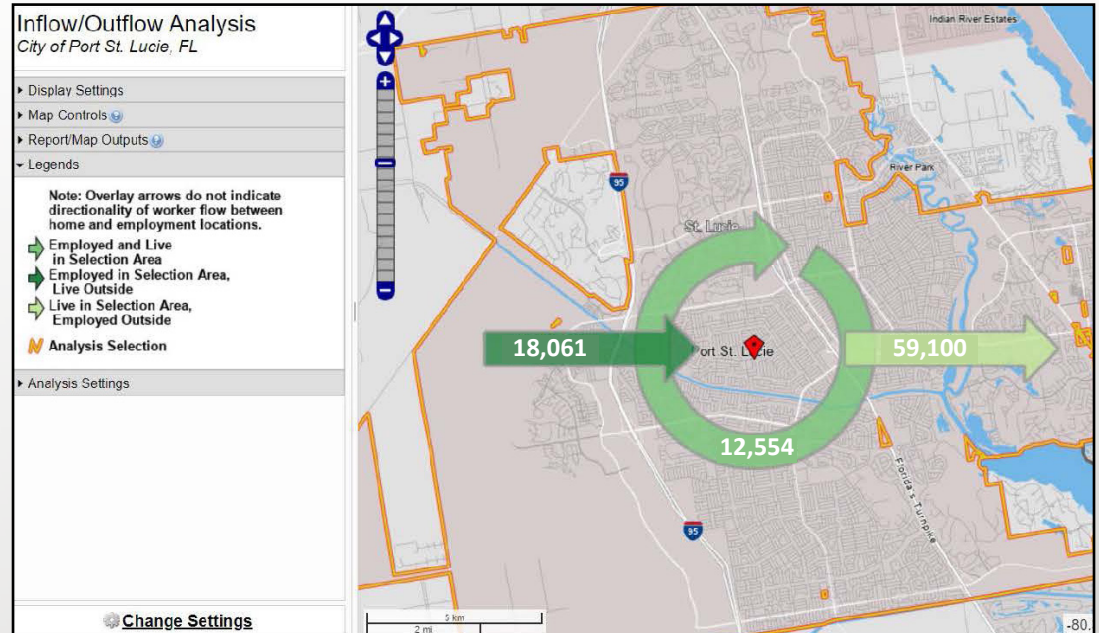 Inflow/Outflow Analysis
City of Port St. Lucie, FL
Display Settings
Map Controls
Report/Map Outputs
Legends
Note: Overlay arrows do not indicate
directionality of worker flow between
home and employment locations.
Employed and Live
in Selection Area
Employed in Selection Area,
Live Outside
Live in Selection Area,
Employed Outside
Analysis Selection
Analysis Settings
Change Settings
Indian River Estates
River Park
95
St. Lucie
18,061
Port St. Lucie
59,100
12,554
Florida's Turnpike
95
5 km
2 mi
-80.